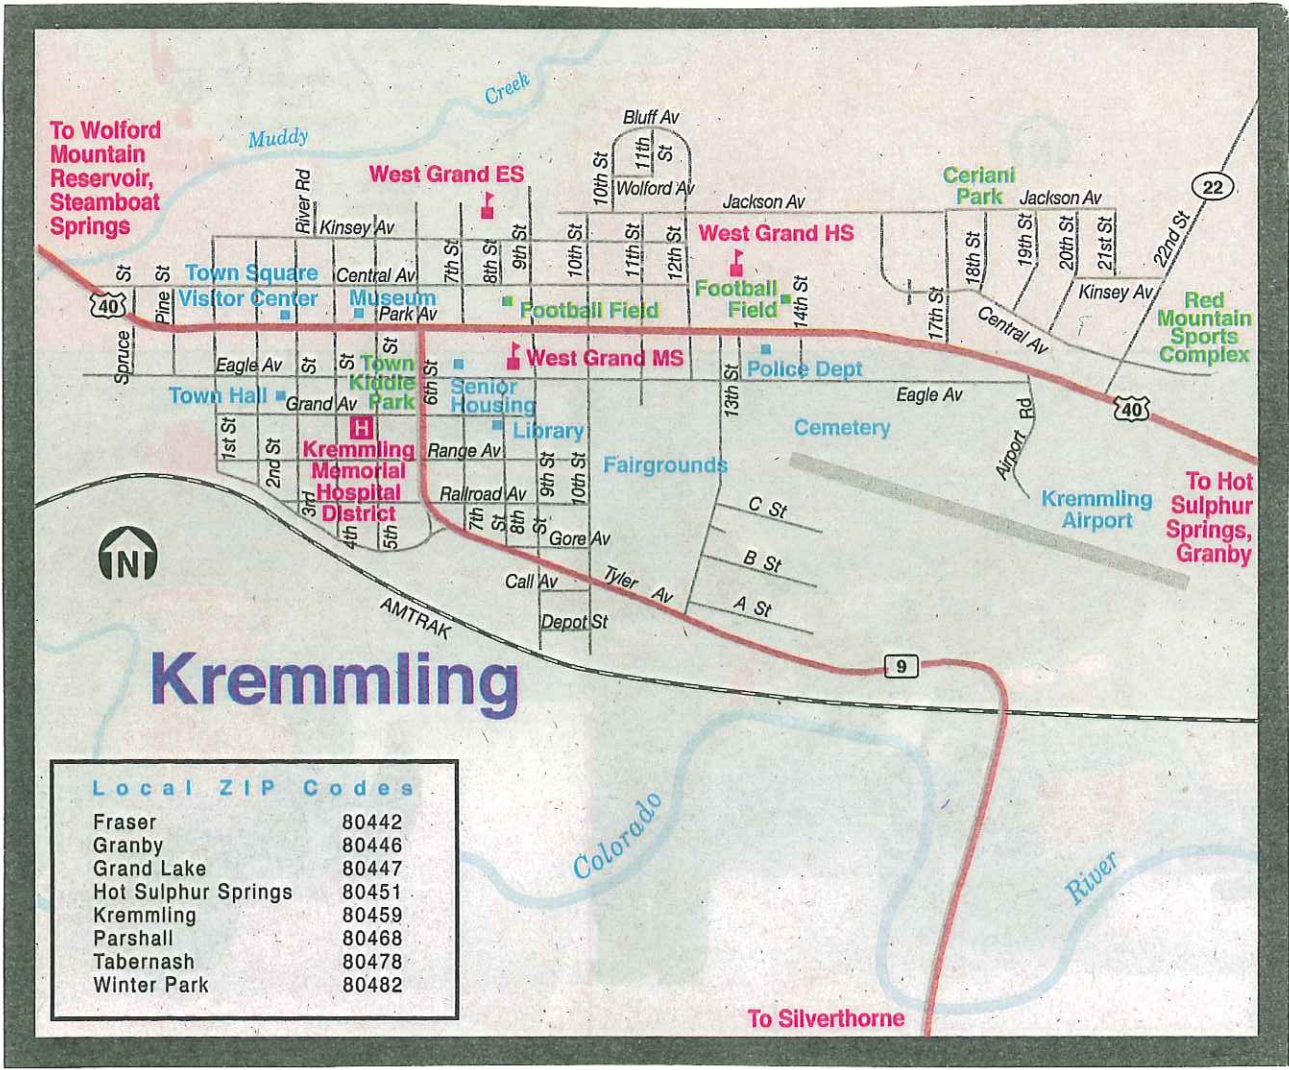 Creek
Muddy
To Wolford
Mountain
Reservoir,
Steamboat
Springs
Bluff Av
11th
St
10th St
Wolford Av
West Grand ES
River Rd
Kinsey Av
Jackson Av
Ceriani
Park
Jackson Av
22
22nd St
West Grand HS
7th St
8th St
9th St
10th St
11th St
12th St
18th St
19th St
20th St
21st St
Town Square
Central Av
Visitor Center
Museum
Park Av
Football Field
Football
Field
14th St
17th St
Kinsey Av
Central Av
Red
Mountain
Sports
Complex
40
Spruce St
Pine St
Eagle Av
St
St
St
Town
Kiddie
Park
6th St
West Grand MS
Senior
Housing
Police Dept
13th St
Eagle Av
40
Town Hall
Grand Av
Library
Cemetery
Airport Rd
1st St
2nd St
3rd
4th
5th
H
Kremmling
Memorial
Hospital
District
Range Av
Fairgrounds
9th St
10th St
Railroad Av
7th St
8th St
Kremmling
Airport
To Hot
Sulphur
Springs,
Granby
C St
B St
A St
Gore Av
Call Av
Tyler Av
Depot St
N
AMTRAK
9
Kremmling
Local ZIP Codes
Fraser 80442
Granby 80446
Grand Lake 80447
Hot Sulphur Springs 80451
Kremmling 80459
Parshall 80468
Tabernash 80478
Winter Park 80482
Colorado
River
To Silverthorne